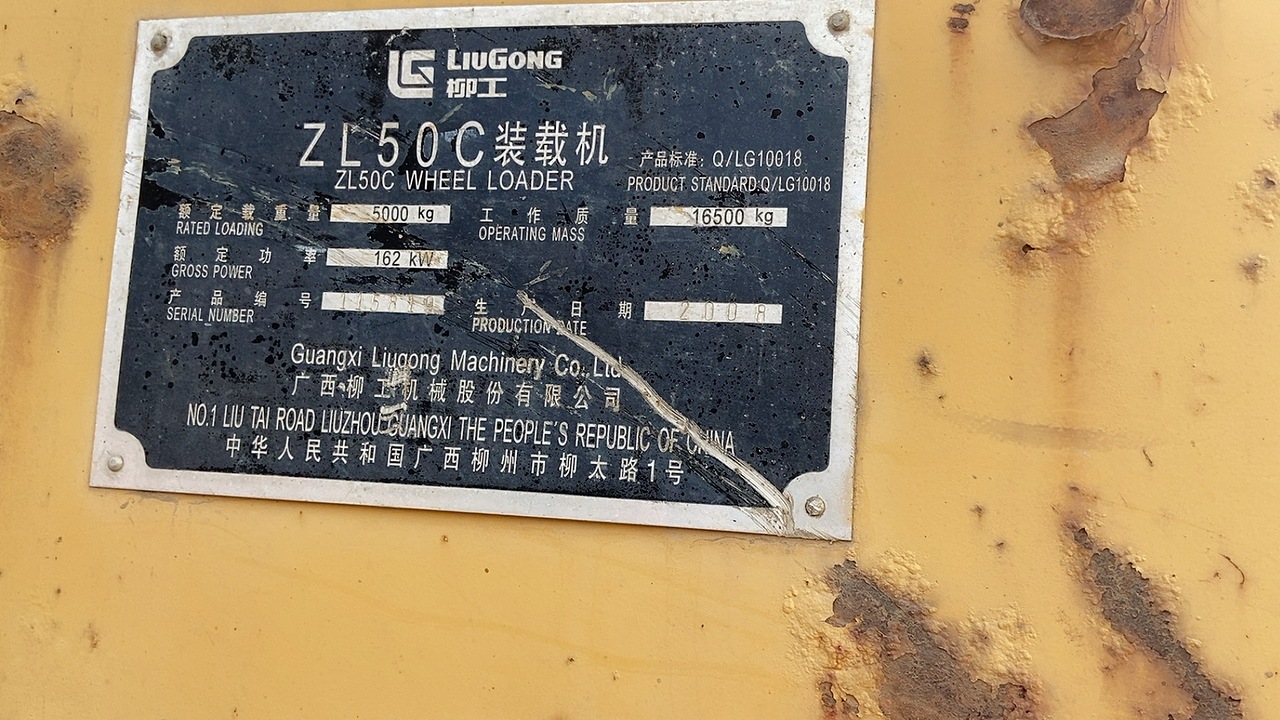 LIUGONG
柳工
ZL50C装载机
ZL50C WHEEL LOADER
产品标准: Q/LG10018
PRODUCT STANDARD:Q/LG10018
额定载重量 5000 kg 工作质量 16500 kg
RATED LOADING OPERATING MASS
额定功率 162 kW
GROSS POWER
产品编号 生产日期 2008
SERIAL NUMBER PRODUCTION DATE
Guangxi Liugong Machinery Co.,Ltd
广西柳工机械股份有限公司
NO.1 LIU TAI ROAD LIUZHOU GUANGXI THE PEOPLE'S REPUBLIC OF CHINA
中华人民共和国广西柳州市柳太路1号